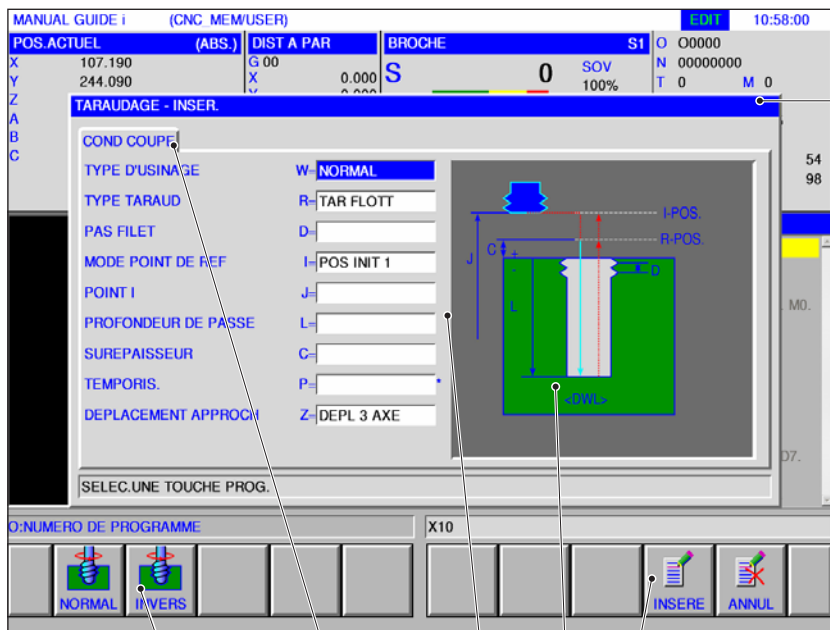 MANUAL GUIDE i (CNC_MEM/USER) EDIT 10:58:00
POS.ACTUEL (ABS.) DIST A PAR BROCHE S1 O O0000
X 107.190 G 00 N 00000000
Y 244.090 X 0.000 S 0 SOV 100% T 0 M 0
Z
A
B
C
54
98
TARAUDAGE - INSER.
COND COUPE
TYPE D'USINAGE W= NORMAL
TYPE TARAUD R= TAR FLOTT
PAS FILET D=
MODE POINT DE REF I= POS INIT 1
POINT I J=
PROFONDEUR DE PASSE L=
SUREPAISSEUR C=
TEMPORIS. P= *
DEPLACEMENT APPROCH Z= DEPL 3 AXE
I-POS.
R-POS.
J C + - D
L
<DWL>
M0.
D7.
SELEC.UNE TOUCHE PROG.
O:NUMERO DE PROGRAMME X10
NORMAL INVERS INSERE ANNUL